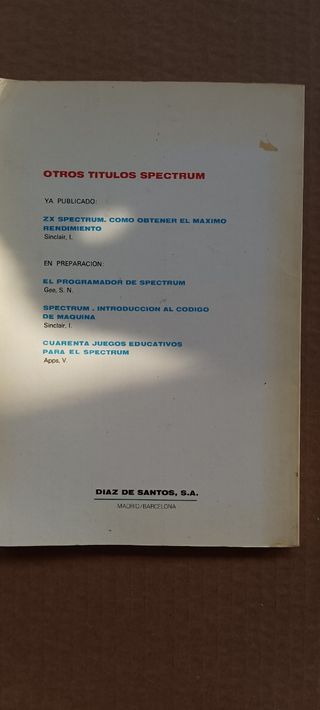 OTROS TITULOS SPECTRUM
YA PUBLICADO:
ZX SPECTRUM. COMO OBTENER EL MAXIMO
RENDIMIENTO
Sinclair, I.
EN PREPARACION:
EL PROGRAMADOR DE SPECTRUM
Gee, S. N.
SPECTRUM . INTRODUCCION AL CODIGO
DE MAQUINA
Sinclair, I.
CUARENTA JUEGOS EDUCATIVOS
PARA EL SPECTRUM
Apps, V.
DIAZ DE SANTOS, S.A.
MADRID/BARCELONA